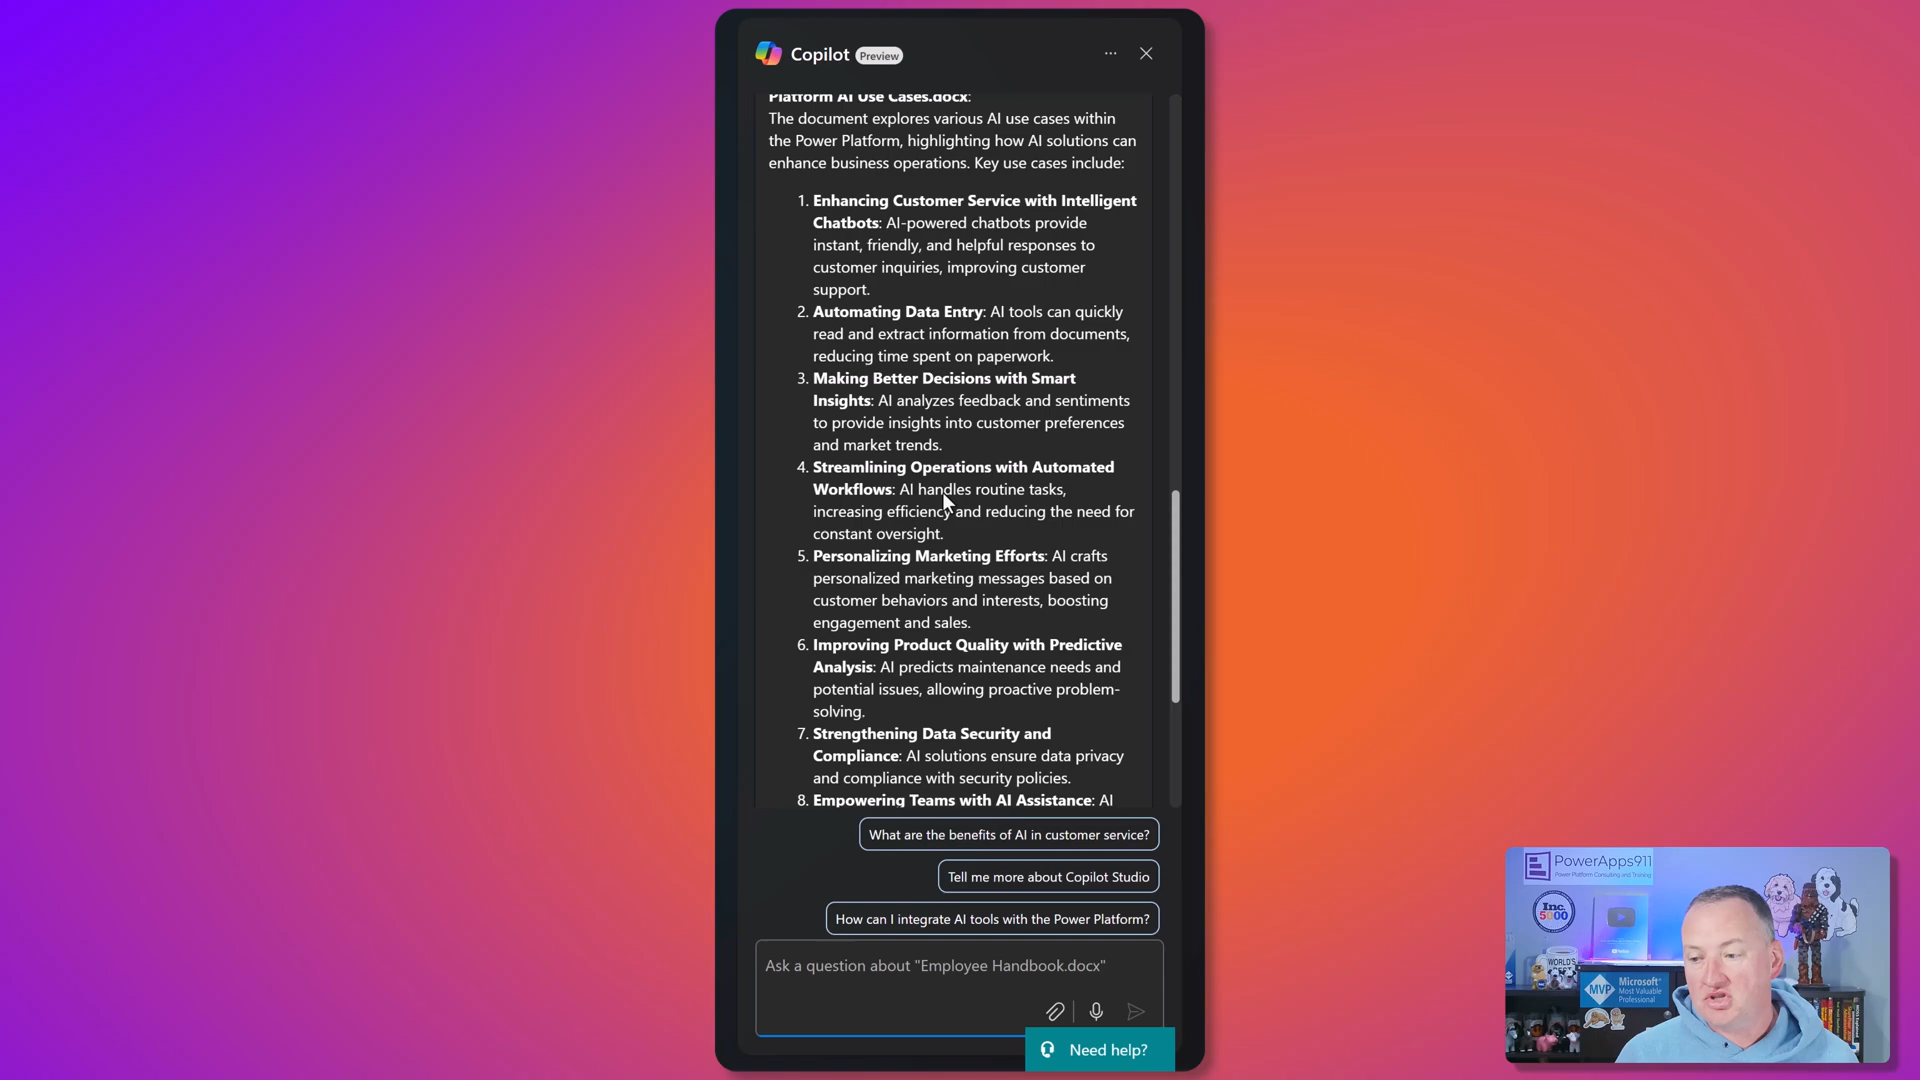 Copilot Preview
Platform AI Use Cases.docx:
The document explores various AI use cases within
the Power Platform, highlighting how AI solutions can
enhance business operations. Key use cases include:
1. Enhancing Customer Service with Intelligent
Chatbots: AI-powered chatbots provide
instant, friendly, and helpful responses to
customer inquiries, improving customer
support.
2. Automating Data Entry: AI tools can quickly
read and extract information from documents,
reducing time spent on paperwork.
3. Making Better Decisions with Smart
Insights: AI analyzes feedback and sentiments
to provide insights into customer preferences
and market trends.
4. Streamlining Operations with Automated
Workflows: AI handles routine tasks,
increasing efficiency and reducing the need for
constant oversight.
5. Personalizing Marketing Efforts: AI crafts
personalized marketing messages based on
customer behaviors and interests, boosting
engagement and sales.
6. Improving Product Quality with Predictive
Analysis: AI predicts maintenance needs and
potential issues, allowing proactive problem-
solving.
7. Strengthening Data Security and
Compliance: AI solutions ensure data privacy
and compliance with security policies.
8. Empowering Teams with AI Assistance: AI
What are the benefits of AI in customer service?
Tell me more about Copilot Studio
How can I integrate AI tools with the Power Platform?
Ask a question about "Employee Handbook.docx"
Need help?
PowerApps911
Power Platform Consulting and Training
Inc.
5000
WORLD'S
MVP
Microsoft
Most Valuable
Professional